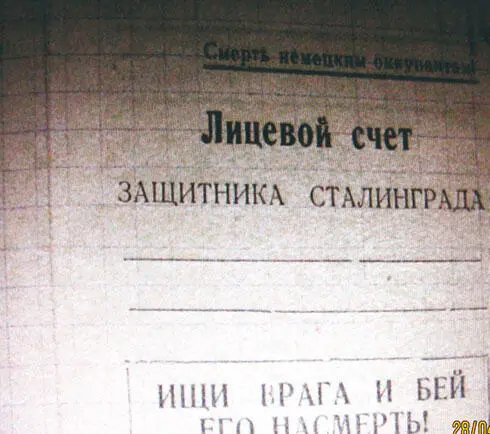 Смерть немецким оккупантам!
Лицевой счет
ЗАЩИТНИКА СТАЛИНГРАДА
ИЩИ ВРАГА И БЕЙ
ЕГО НАСМЕРТЬ!